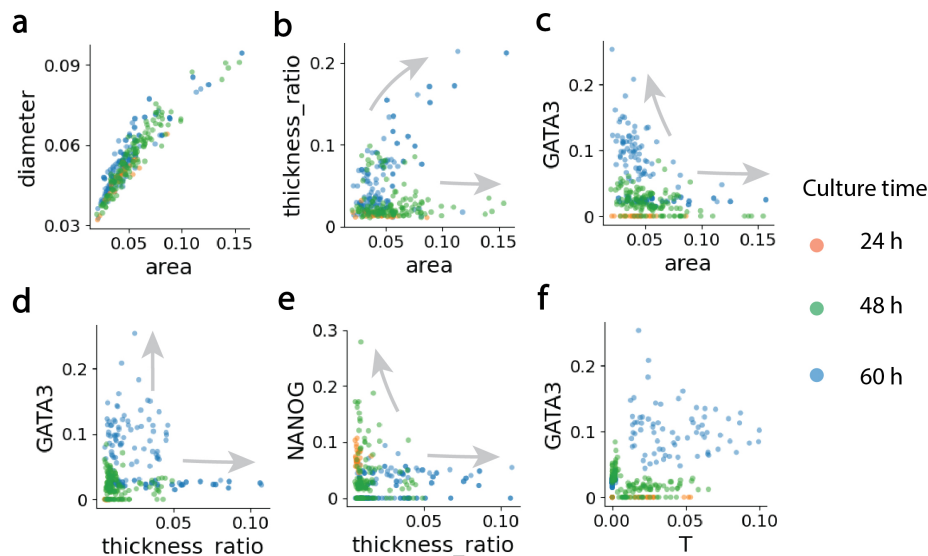 a
0.09
0.06
0.03
diameter
0.05
0.10
0.15
area
b
0.2
0.1
0
thickness_ratio
0.05
0.10
0.15
area
c
0.2
0.1
0
GATA3
0.05
0.10
0.15
area
Culture time
24 h
48 h
60 h
d
0.2
0.1
0
GATA3
0.05
0.10
thickness_ratio
e
0.3
0.2
0.1
0
NANOG
0.05
0.10
thickness_ratio
f
0.2
0.1
0
GATA3
0.00
0.05
0.10
T